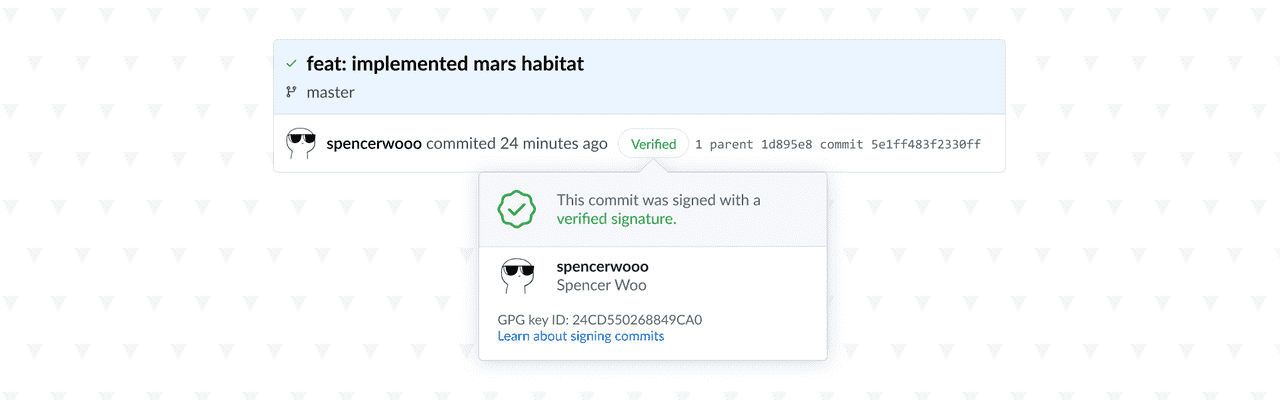 feat: implemented mars habitat
master
spencerwooo commited 24 minutes ago Verified 1 parent 1d895e8 commit 5e1ff483f2330ff
This commit was signed with a
verified signature.
spencerwooo
Spencer Woo
GPG key ID: 24CD550268849CA0
Learn about signing commits